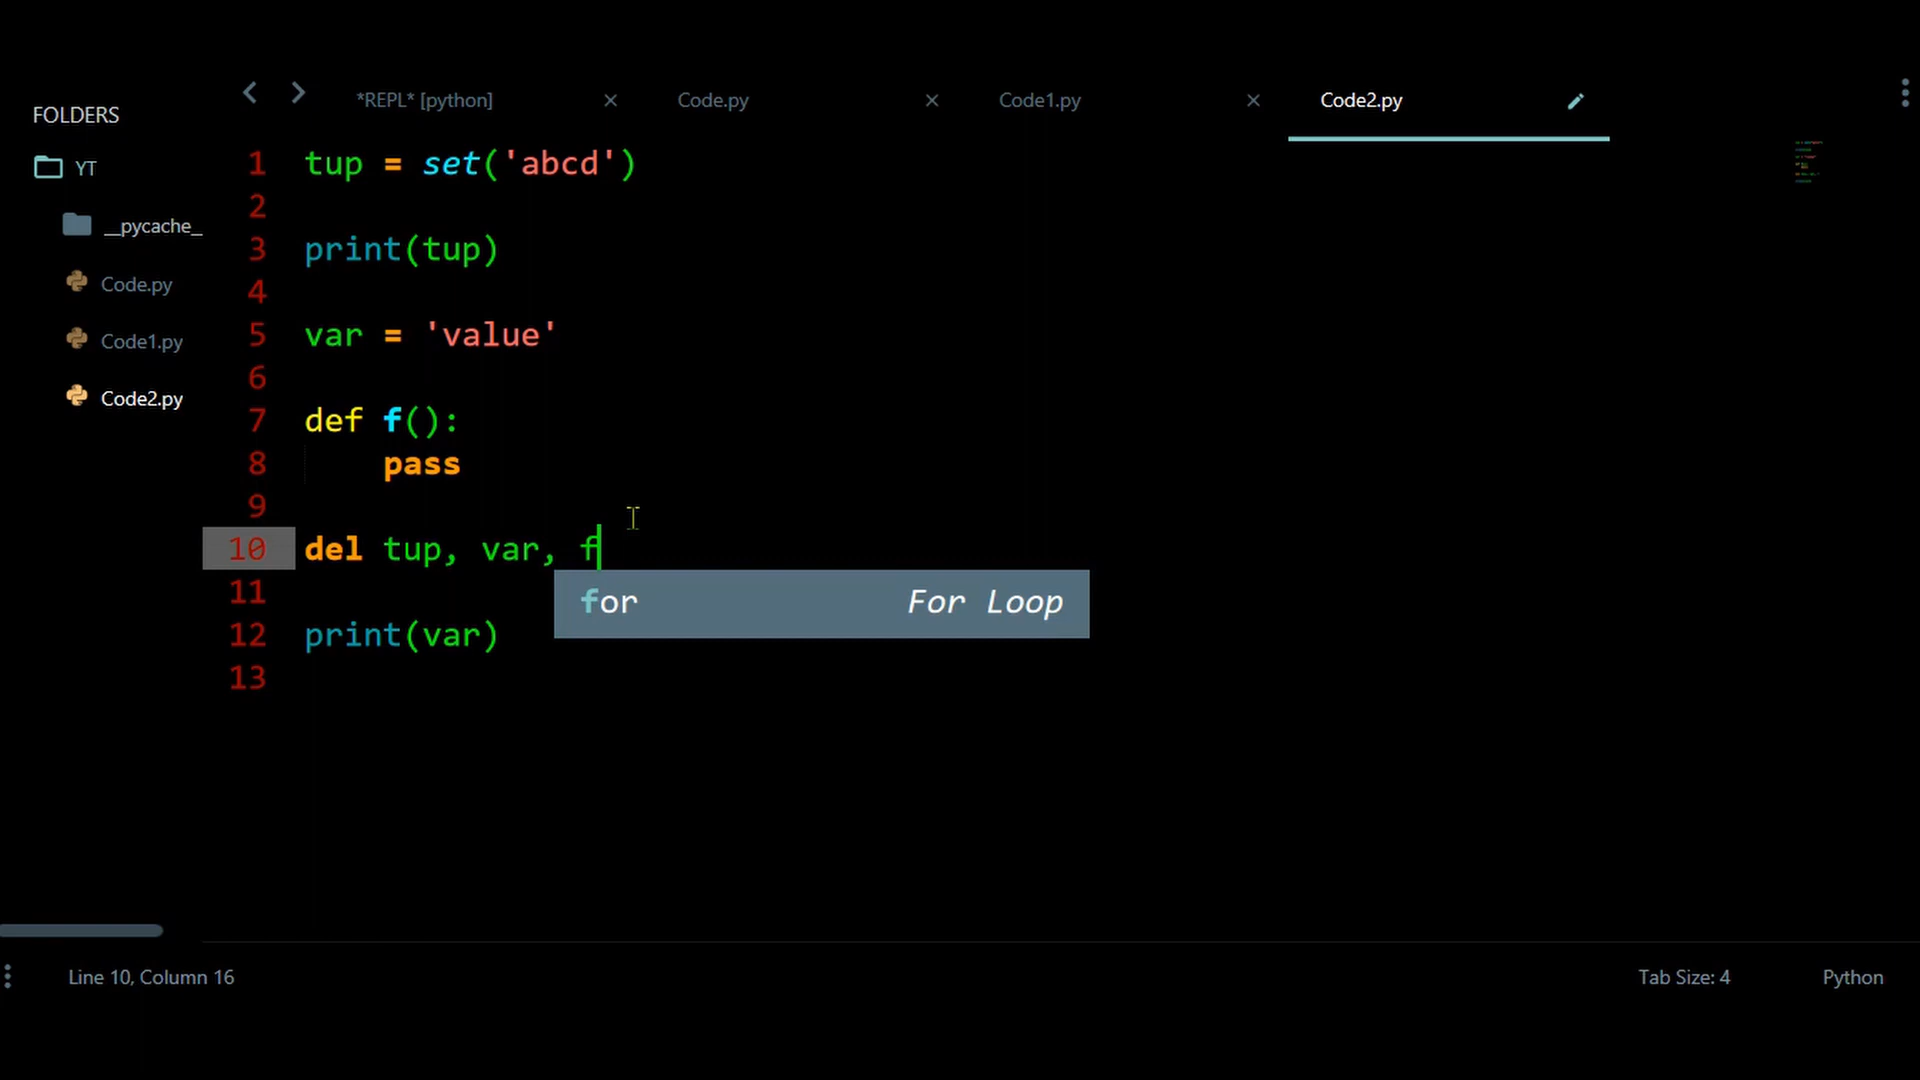 *REPL* [python]
Code.py
Code1.py
Code2.py
FOLDERS
YT
__pycache_
Code.py
Code1.py
Code2.py
1 tup = set('abcd')
2
3 print(tup)
4
5 var = 'value'
6
7 def f():
8 pass
9
10 del tup, var, f
for For Loop
11
12 print(var)
13
Line 10, Column 16
Tab Size: 4
Python